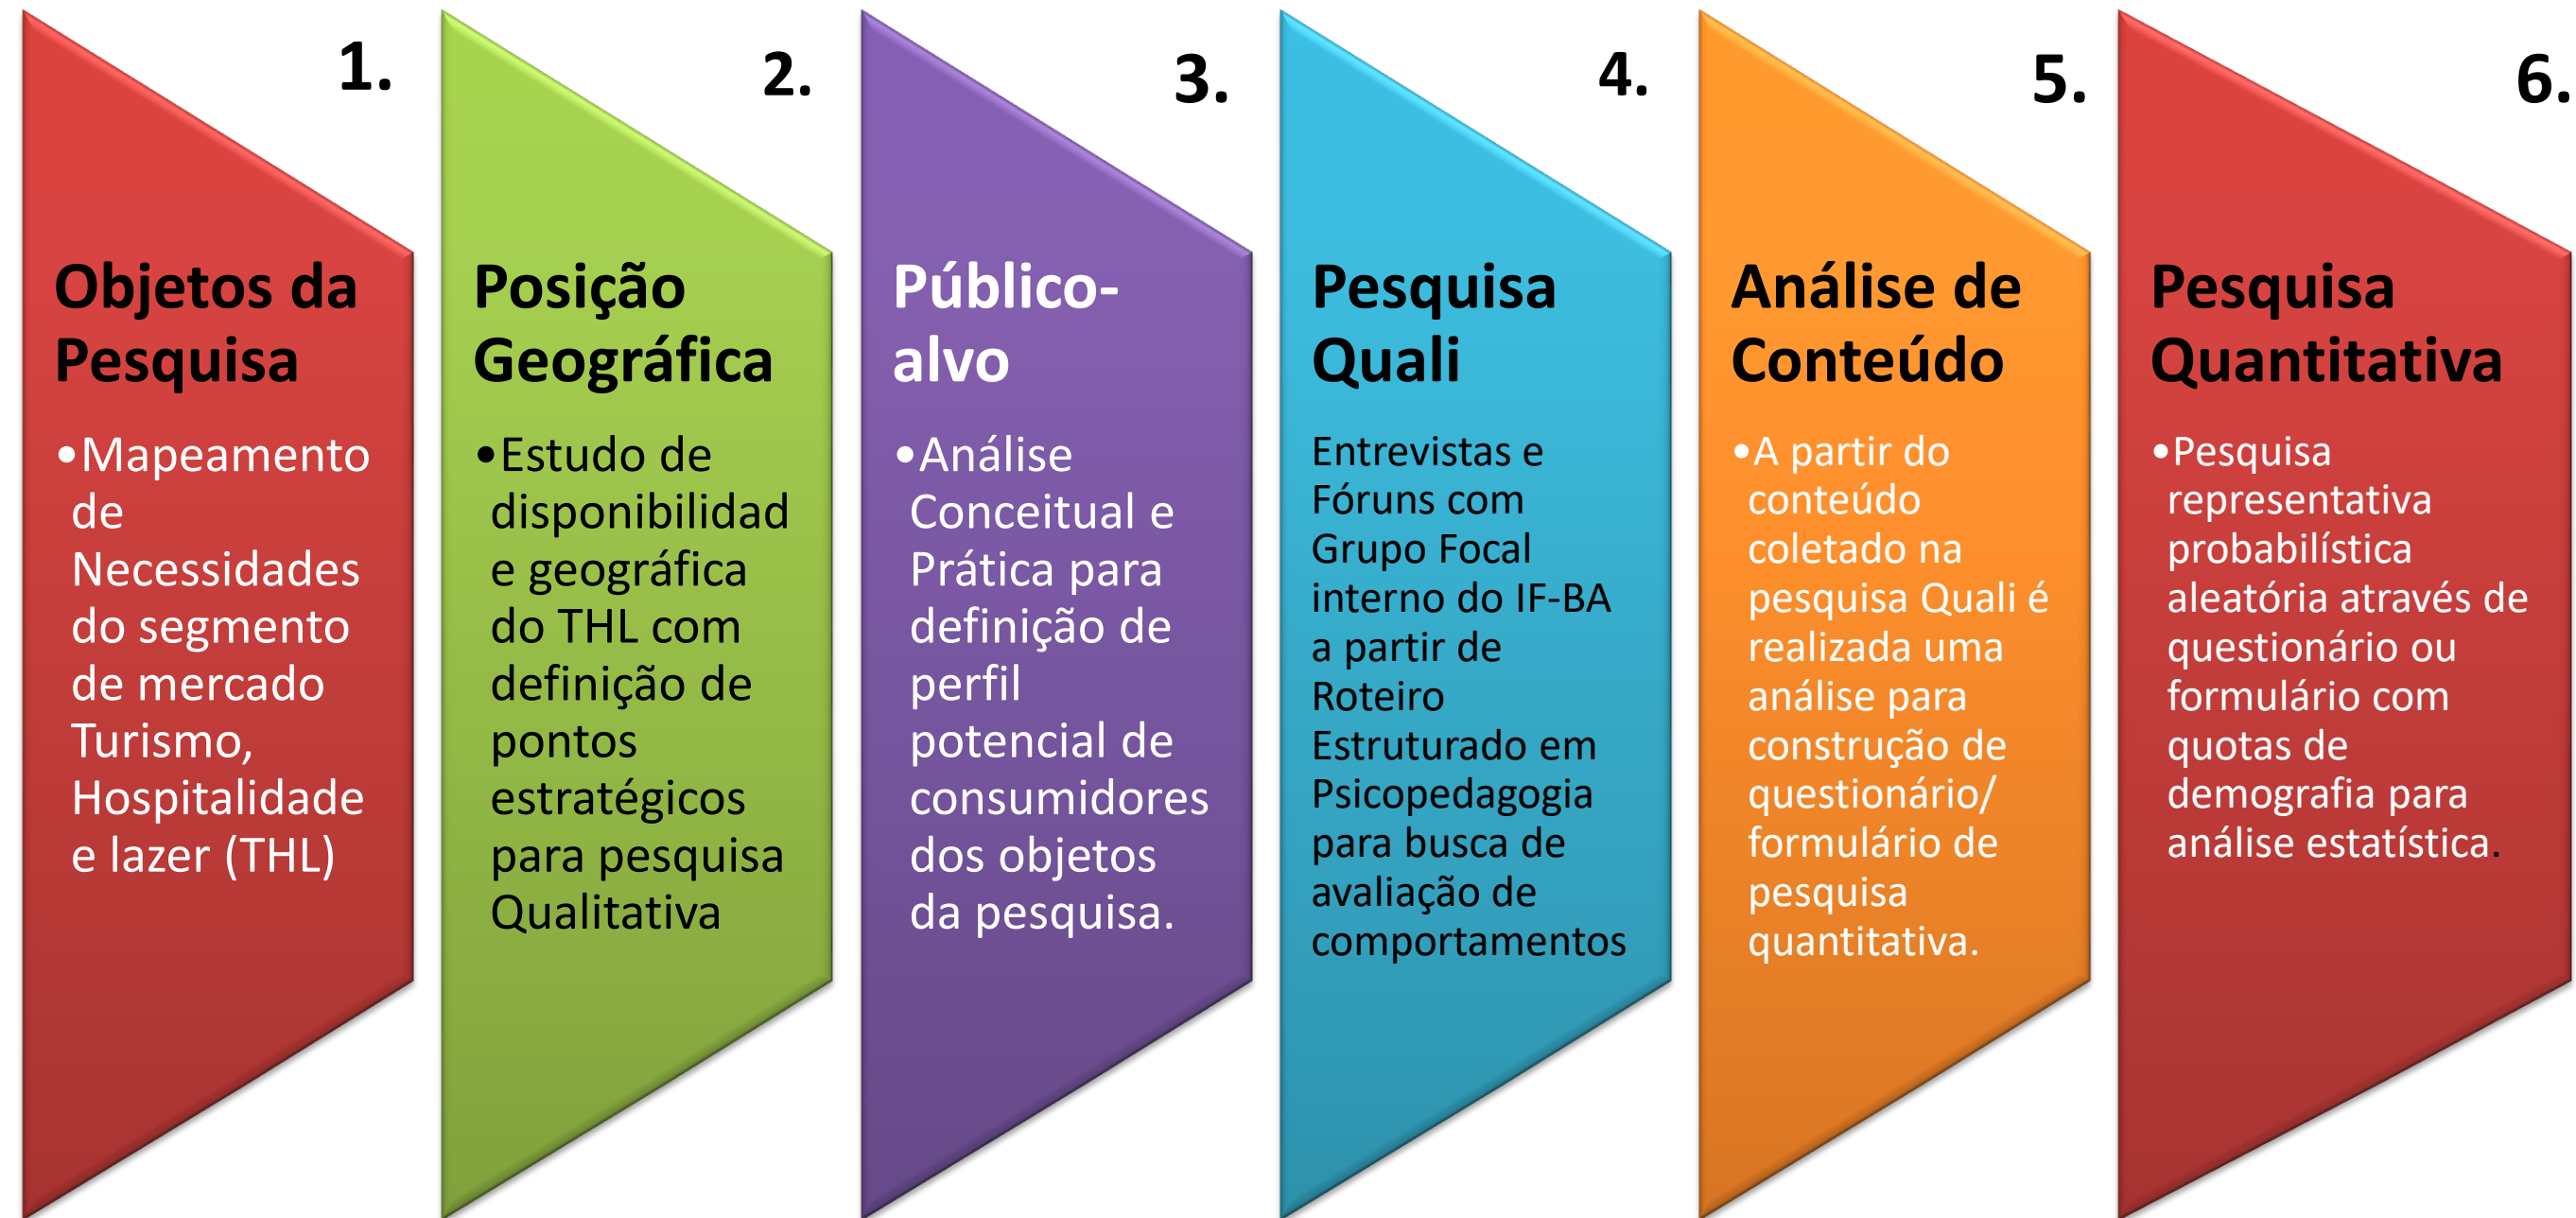 1.
Objetos da
Pesquisa
•Mapeamento
de
Necessidades
do segmento
de mercado
Turismo,
Hospitalidade
e lazer (THL)
2.
Posição
Geográfica
•Estudo de
disponibilidad
e geográfica
do THL com
definição de
pontos
estratégicos
para pesquisa
Qualitativa
3.
Público-
alvo
•Análise
Conceitual e
Prática para
definição de
perfil
potencial de
consumidores
dos objetos
da pesquisa.
4.
Pesquisa
Quali
Entrevistas e
Fóruns com
Grupo Focal
interno do IF-BA
a partir de
Roteiro
Estruturado em
Psicopedagogia
para busca de
avaliação de
comportamentos
5.
Análise de
Conteúdo
•A partir do
conteúdo
coletado na
pesquisa Quali é
realizada uma
análise para
construção de
questionário/
formulário de
pesquisa
quantitativa.
6.
Pesquisa
Quantitativa
•Pesquisa
representativa
probabilística
aleatória através de
questionário ou
formulário com
quotas de
demografia para
análise estatística.